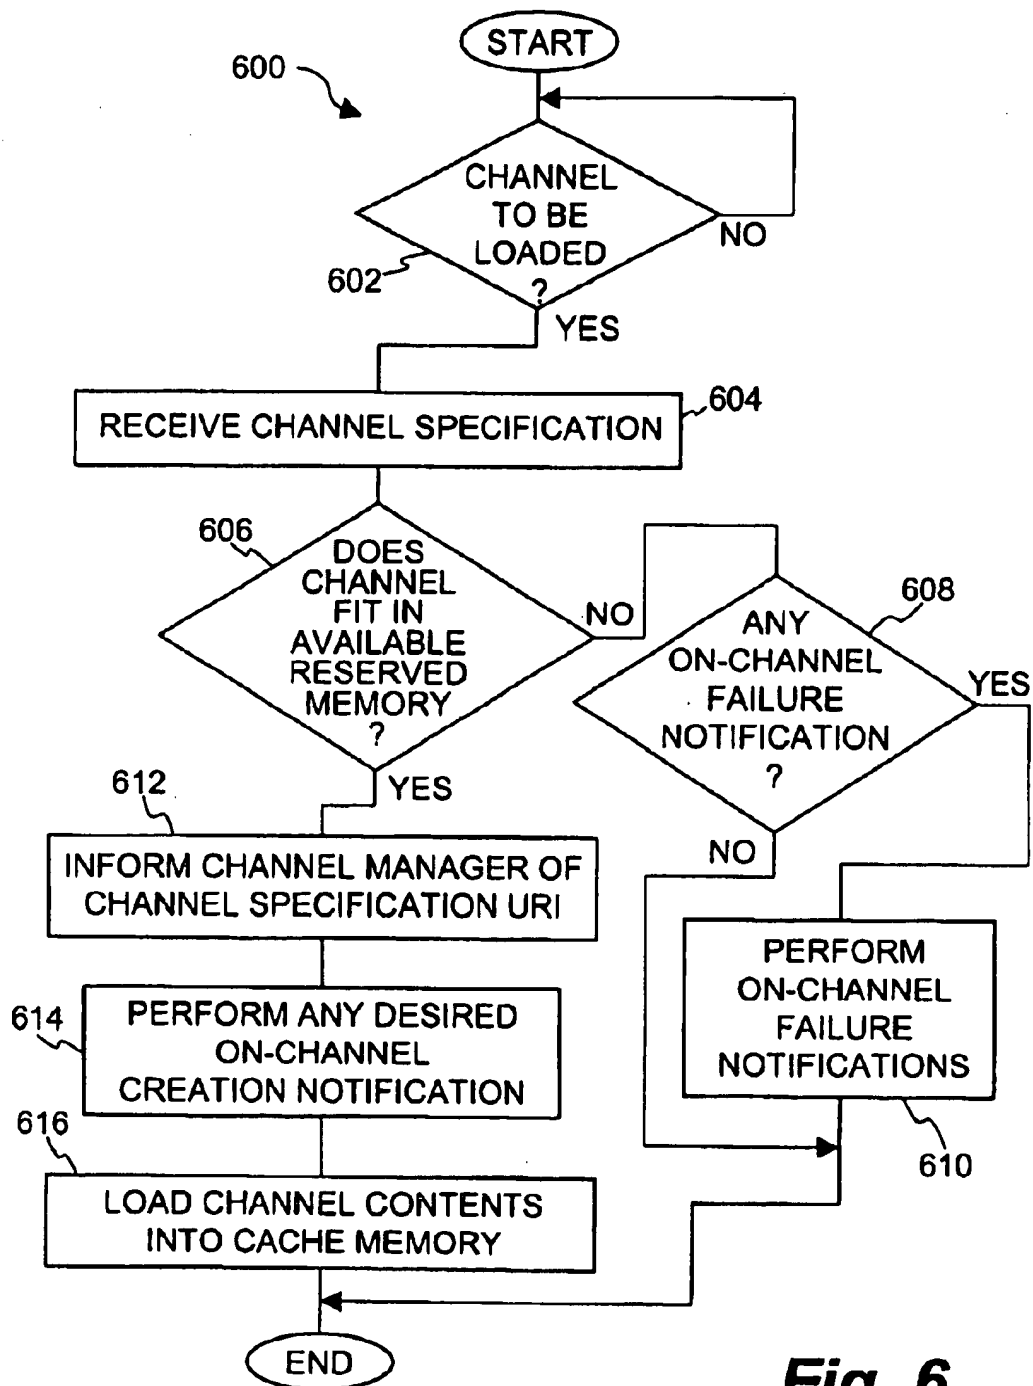 START
600
CHANNEL
TO BE
LOADED
?
NO
602
YES
604
RECEIVE CHANNEL SPECIFICATION
606
DOES
CHANNEL
FIT IN
AVAILABLE
RESERVED
MEMORY
?
NO
608
ANY
ON-CHANNEL
FAILURE
NOTIFICATION
?
YES
YES
NO
612
INFORM CHANNEL MANAGER OF
CHANNEL SPECIFICATION URI
PERFORM
ON-CHANNEL
FAILURE
NOTIFICATIONS
610
614
PERFORM ANY DESIRED
ON-CHANNEL
CREATION NOTIFICATION
616
LOAD CHANNEL CONTENTS
INTO CACHE MEMORY
END
Fig. 6